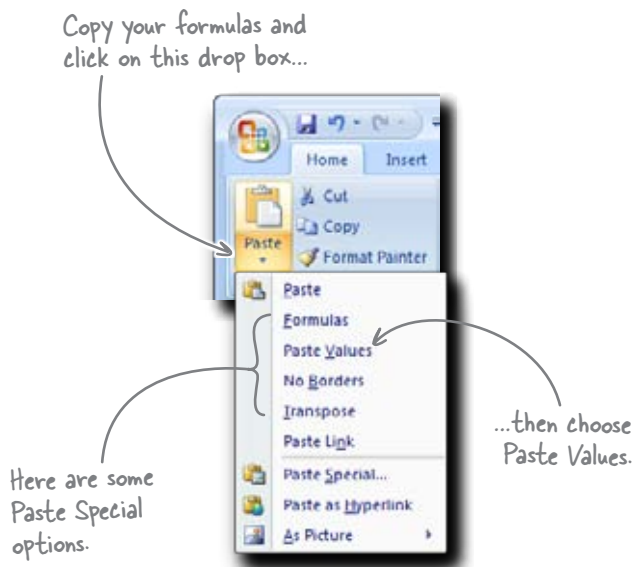 Copy your formulas and
click on this drop box...
Home Insert
Cut
Copy
Paste
Format Painter
Paste
Formulas
Paste Values
No Borders
Transpose
Paste Link
Paste Special...
Paste as Hyperlink
As Picture
...then choose
Paste Values.
Here are some
Paste Special
options.